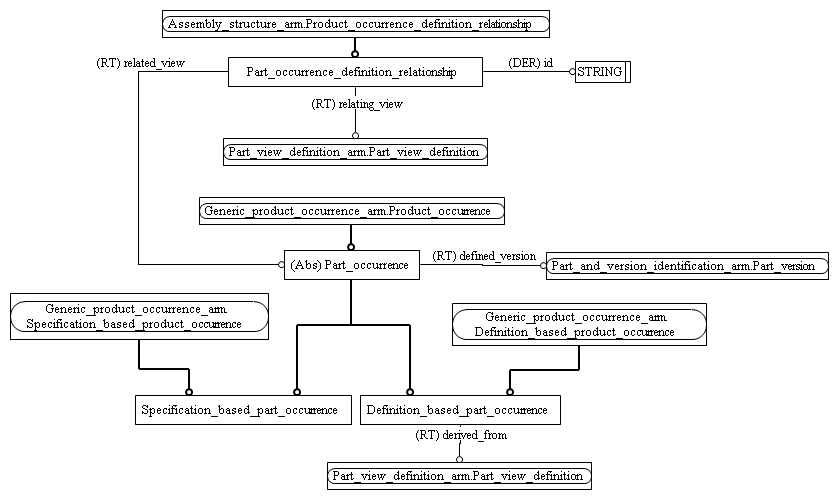 Assembly_structure_arm.Product_occurrence_definition_relationship
(RT) related_view
Part_occurrence_definition_relationship
(DER) id
STRING
(RT) relating_view
Part_view_definition_arm.Part_view_definition
Generic_product_occurrence_arm.Product_occurrence
(Abs) Part_occurrence
(RT) defined_version
Part_and_version_identification_arm.Part_version
Generic_product_occurrence_arm.
Specification_based_product_occurrence
Generic_product_occurrence_arm.
Definition_based_product_occurrence
Specification_based_part_occurrence
Definition_based_part_occurrence
(RT) derived_from
Part_view_definition_arm.Part_view_definition